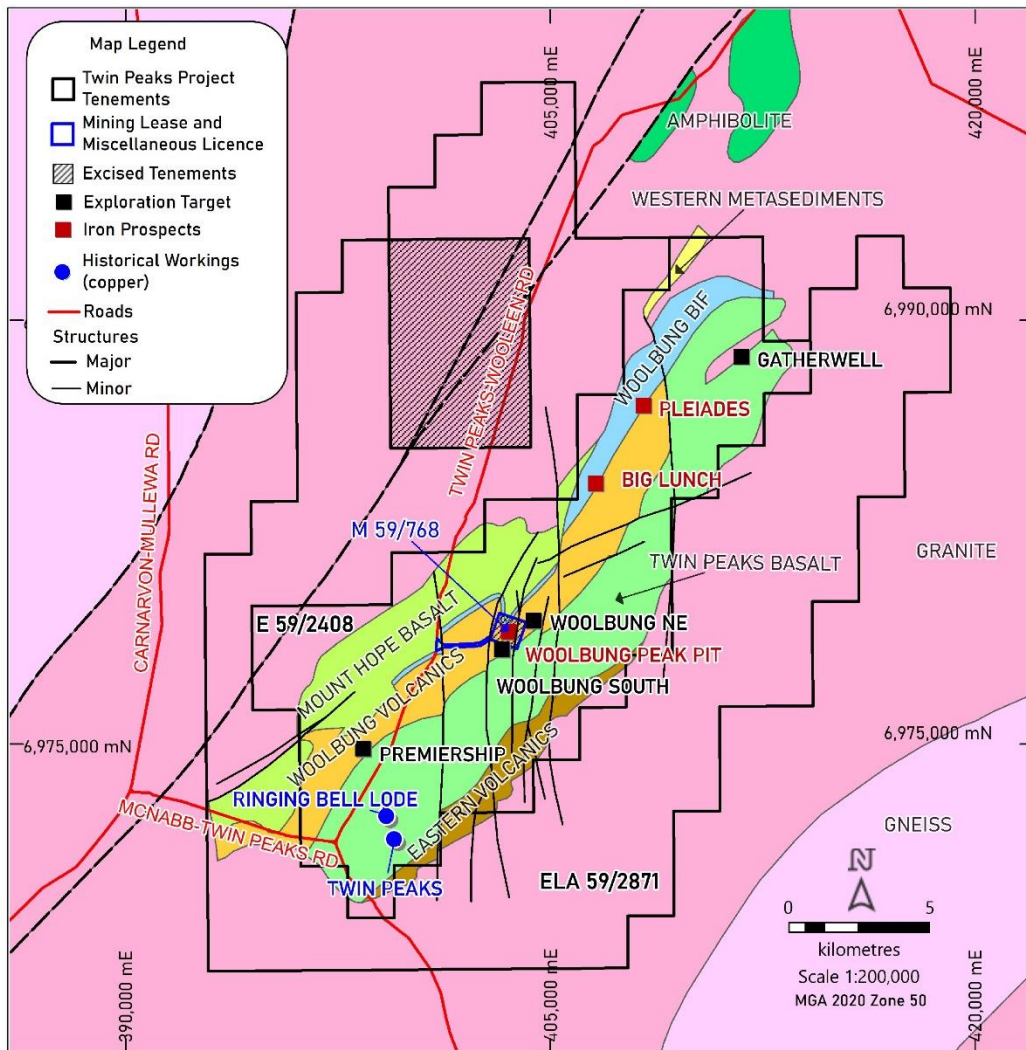 Map Legend
Twin Peaks Project
Tenements
Mining Lease and
Miscellaneous Licence
Excised Tenements
Exploration Target
Iron Prospects
Historical Workings
(copper)
Roads
Structures
Major
Minor
405,000 mE
420,000 mE
AMPHIBOLITE
WESTERN METASEDIMENTS
TWIN PEAKS-WOOLEEN RD
6,990,000 mN
WOOLBUNG BIF
GATHERWELL
PLEIADES
CARNARVON-MULLEWA RD
BIG LUNCH
M 59/768
GRANITE
TWIN PEAKS BASALT
E 59/2408
MOUNT HOPE BASALT
WOOLBUNG NE
WOOLBUNG PEAK PIT
WOOLBUNG SOUTH
WOOLBUNG VOLCANICS
6,975,000 mN
6,975,000 mN
PREMIERSHIP
RINGING BELL LODE
EASTERN VOLCANICS
MCNABB-TWIN PEAKS RD
GNEISS
TWIN PEAKS
ELA 59/2871
N
0 5
kilometres
Scale 1:200,000
MGA 2020 Zone 50
390,000 mE
405,000 mE
420,000 mE